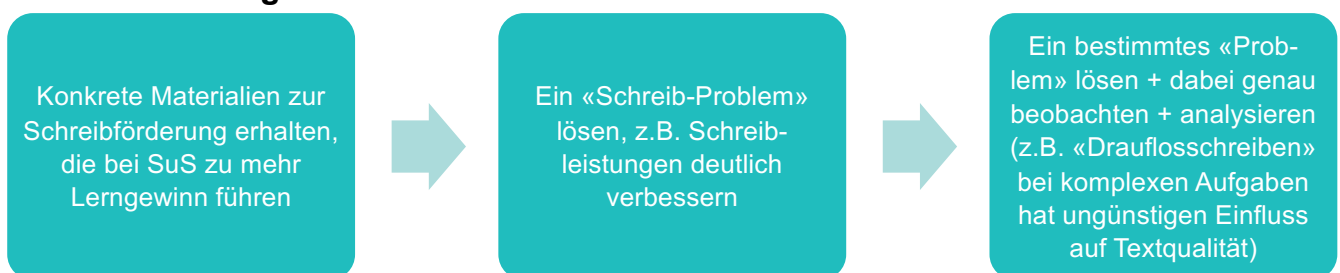 Konkrete Materialien zur
Schreibförderung erhalten,
die bei SuS zu mehr
Lerngewinn führen
Ein «Schreib-Problem»
lösen, z.B. Schreib-
leistungen deutlich
verbessern
Ein bestimmtes «Prob-
lem» lösen + dabei genau
beobachten + analysieren
(z.B. «Drauflosschreiben»
bei komplexen Aufgaben
hat ungünstigen Einfluss
auf Textqualität)